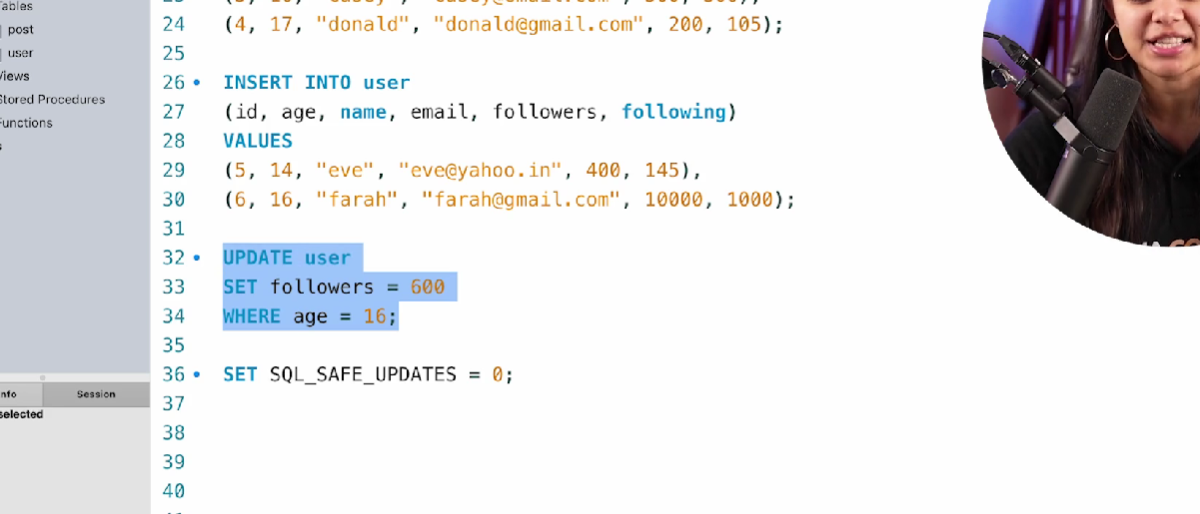 Tables
post
user
Views
Stored Procedures
Functions
24 (4, 17, "donald", "donald@gmail.com", 200, 105);
25
26 INSERT INTO user
27 (id, age, name, email, followers, following)
28 VALUES
29 (5, 14, "eve", "eve@yahoo.in", 400, 145),
30 (6, 16, "farah", "farah@gmail.com", 10000, 1000);
31
32 UPDATE user
33 SET followers = 600
34 WHERE age = 16;
35
36 SET SQL_SAFE_UPDATES = 0;
37
38
39
40
Session
selected